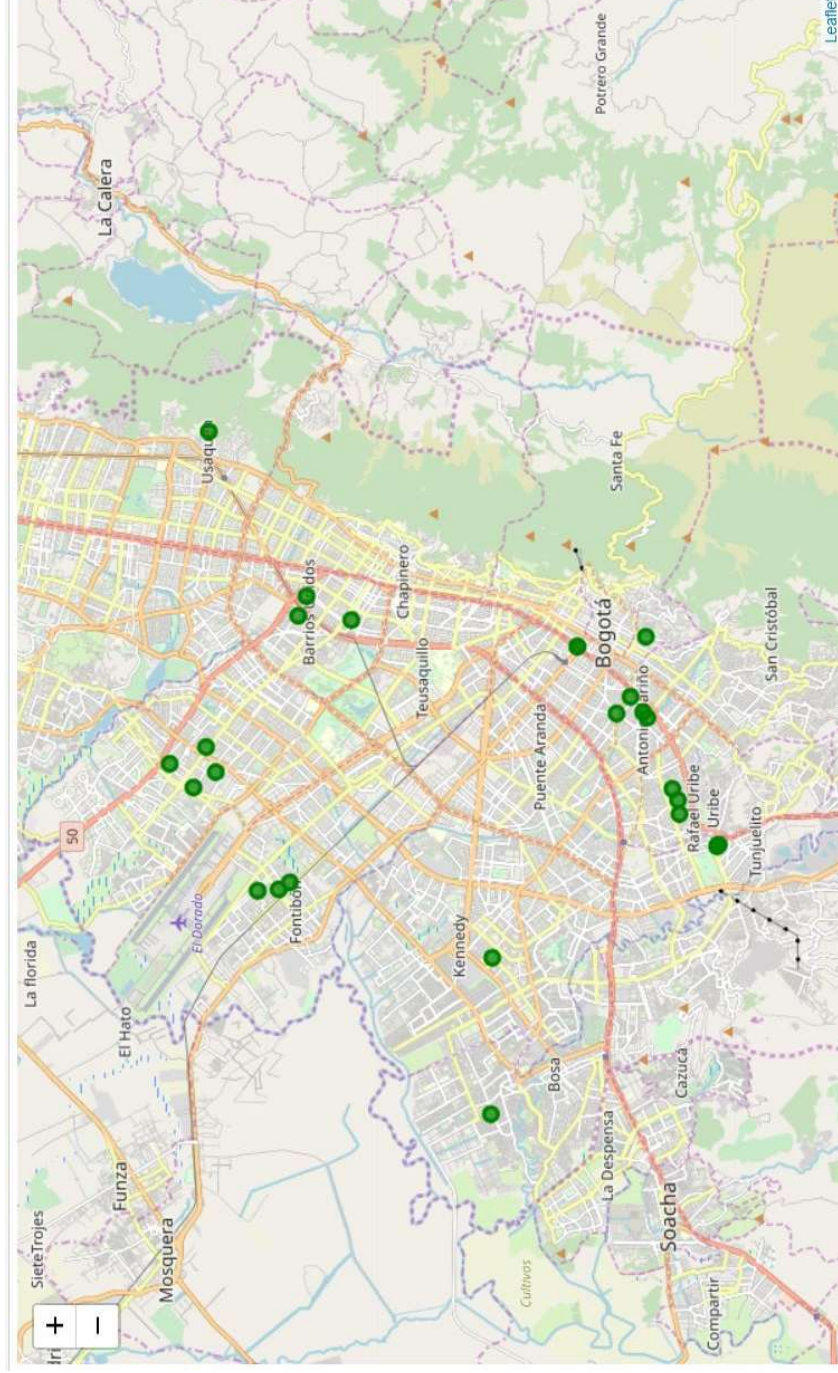 SieteTrojes
Funza
Mosquera
El Hato
La florida
50
El Dorado
Fontibón
Usaquén
La Calera
Potrero Grande
Barrios Unidos
Chapinero
Teusaquillo
Puente Aranda
Kennedy
Bosa
Bogotá
Santa Fe
Antonio Nariño
San Cristóbal
Rafael Uribe
Uribe
Tunjuelito
Cazucá
La Despensa
Soacha
Compartir
Cultivos
+
−